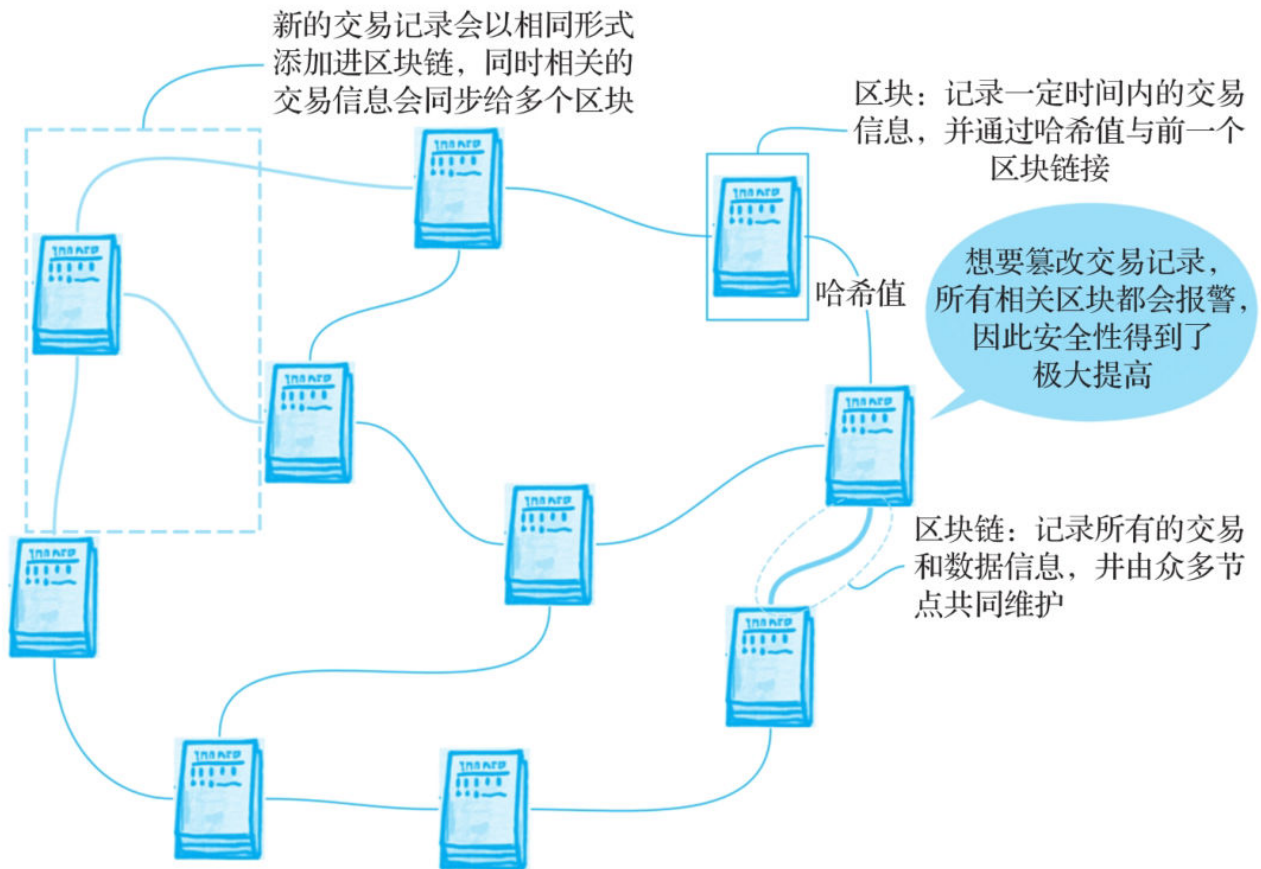 新的交易记录会以相同形式
添加进区块链，同时相关的
交易信息会同步给多个区块
区块：记录一定时间内的交易
信息，并通过哈希值与前一个
区块链接
想要篡改交易记录，
所有相关区块都会报警，
因此安全性得到了
极大提高
哈希值
区块链：记录所有的交易
和数据信息，井由众多节
点共同维护